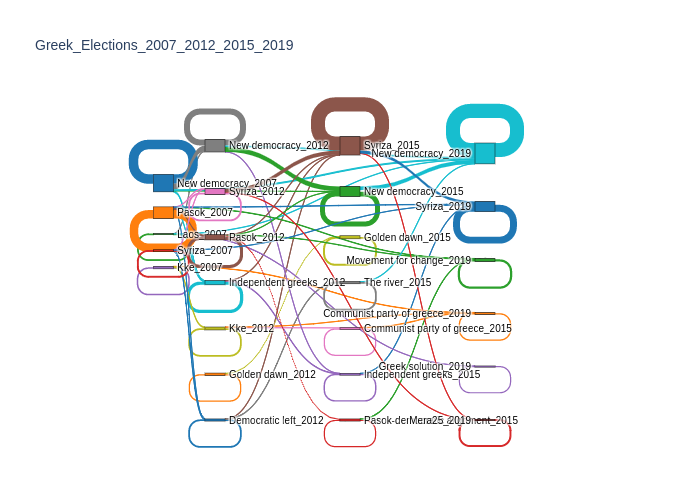 Greek_Elections_2007_2012_2015_2019
New democracy_2012
Syriza_2015
New democracy_2019
New democracy_2007
Syriza_2012
New democracy_2015
Syriza_2019
Pasok_2007
Laos_2007
Pasok_2012
Golden dawn_2015
Syriza_2007
Movement for change_2019
Kke_2007
Independent greeks_2012
The river_2015
Communist party of greece_2019
Kke_2012
Communist party of greece_2015
Greek solution_2019
Golden dawn_2012
Independent greeks_2015
Democratic left_2012
Mera25_2019